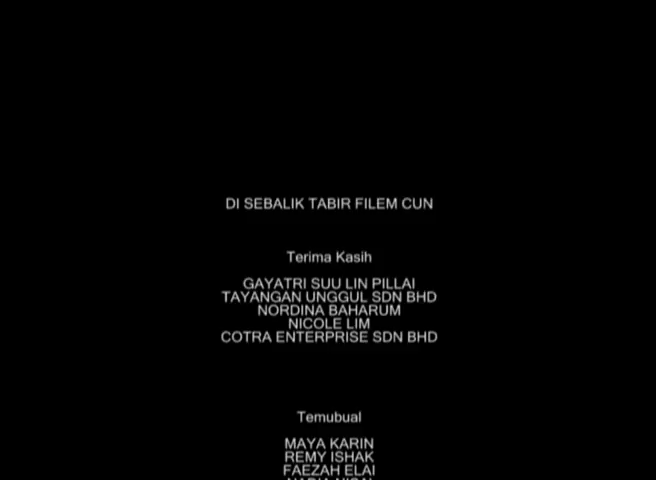 DI SEBALIK TABIR FILEM CUN
Terima Kasih
GAYATRI SUU LIN PILLAI
TAYANGAN UNGGUL SDN BHD
NORDINA BAHARUM
NICOLE LIM
COTRA ENTERPRISE SDN BHD
Temubual
MAYA KARIN
REMY ISHAK
FAEZAH ELAI